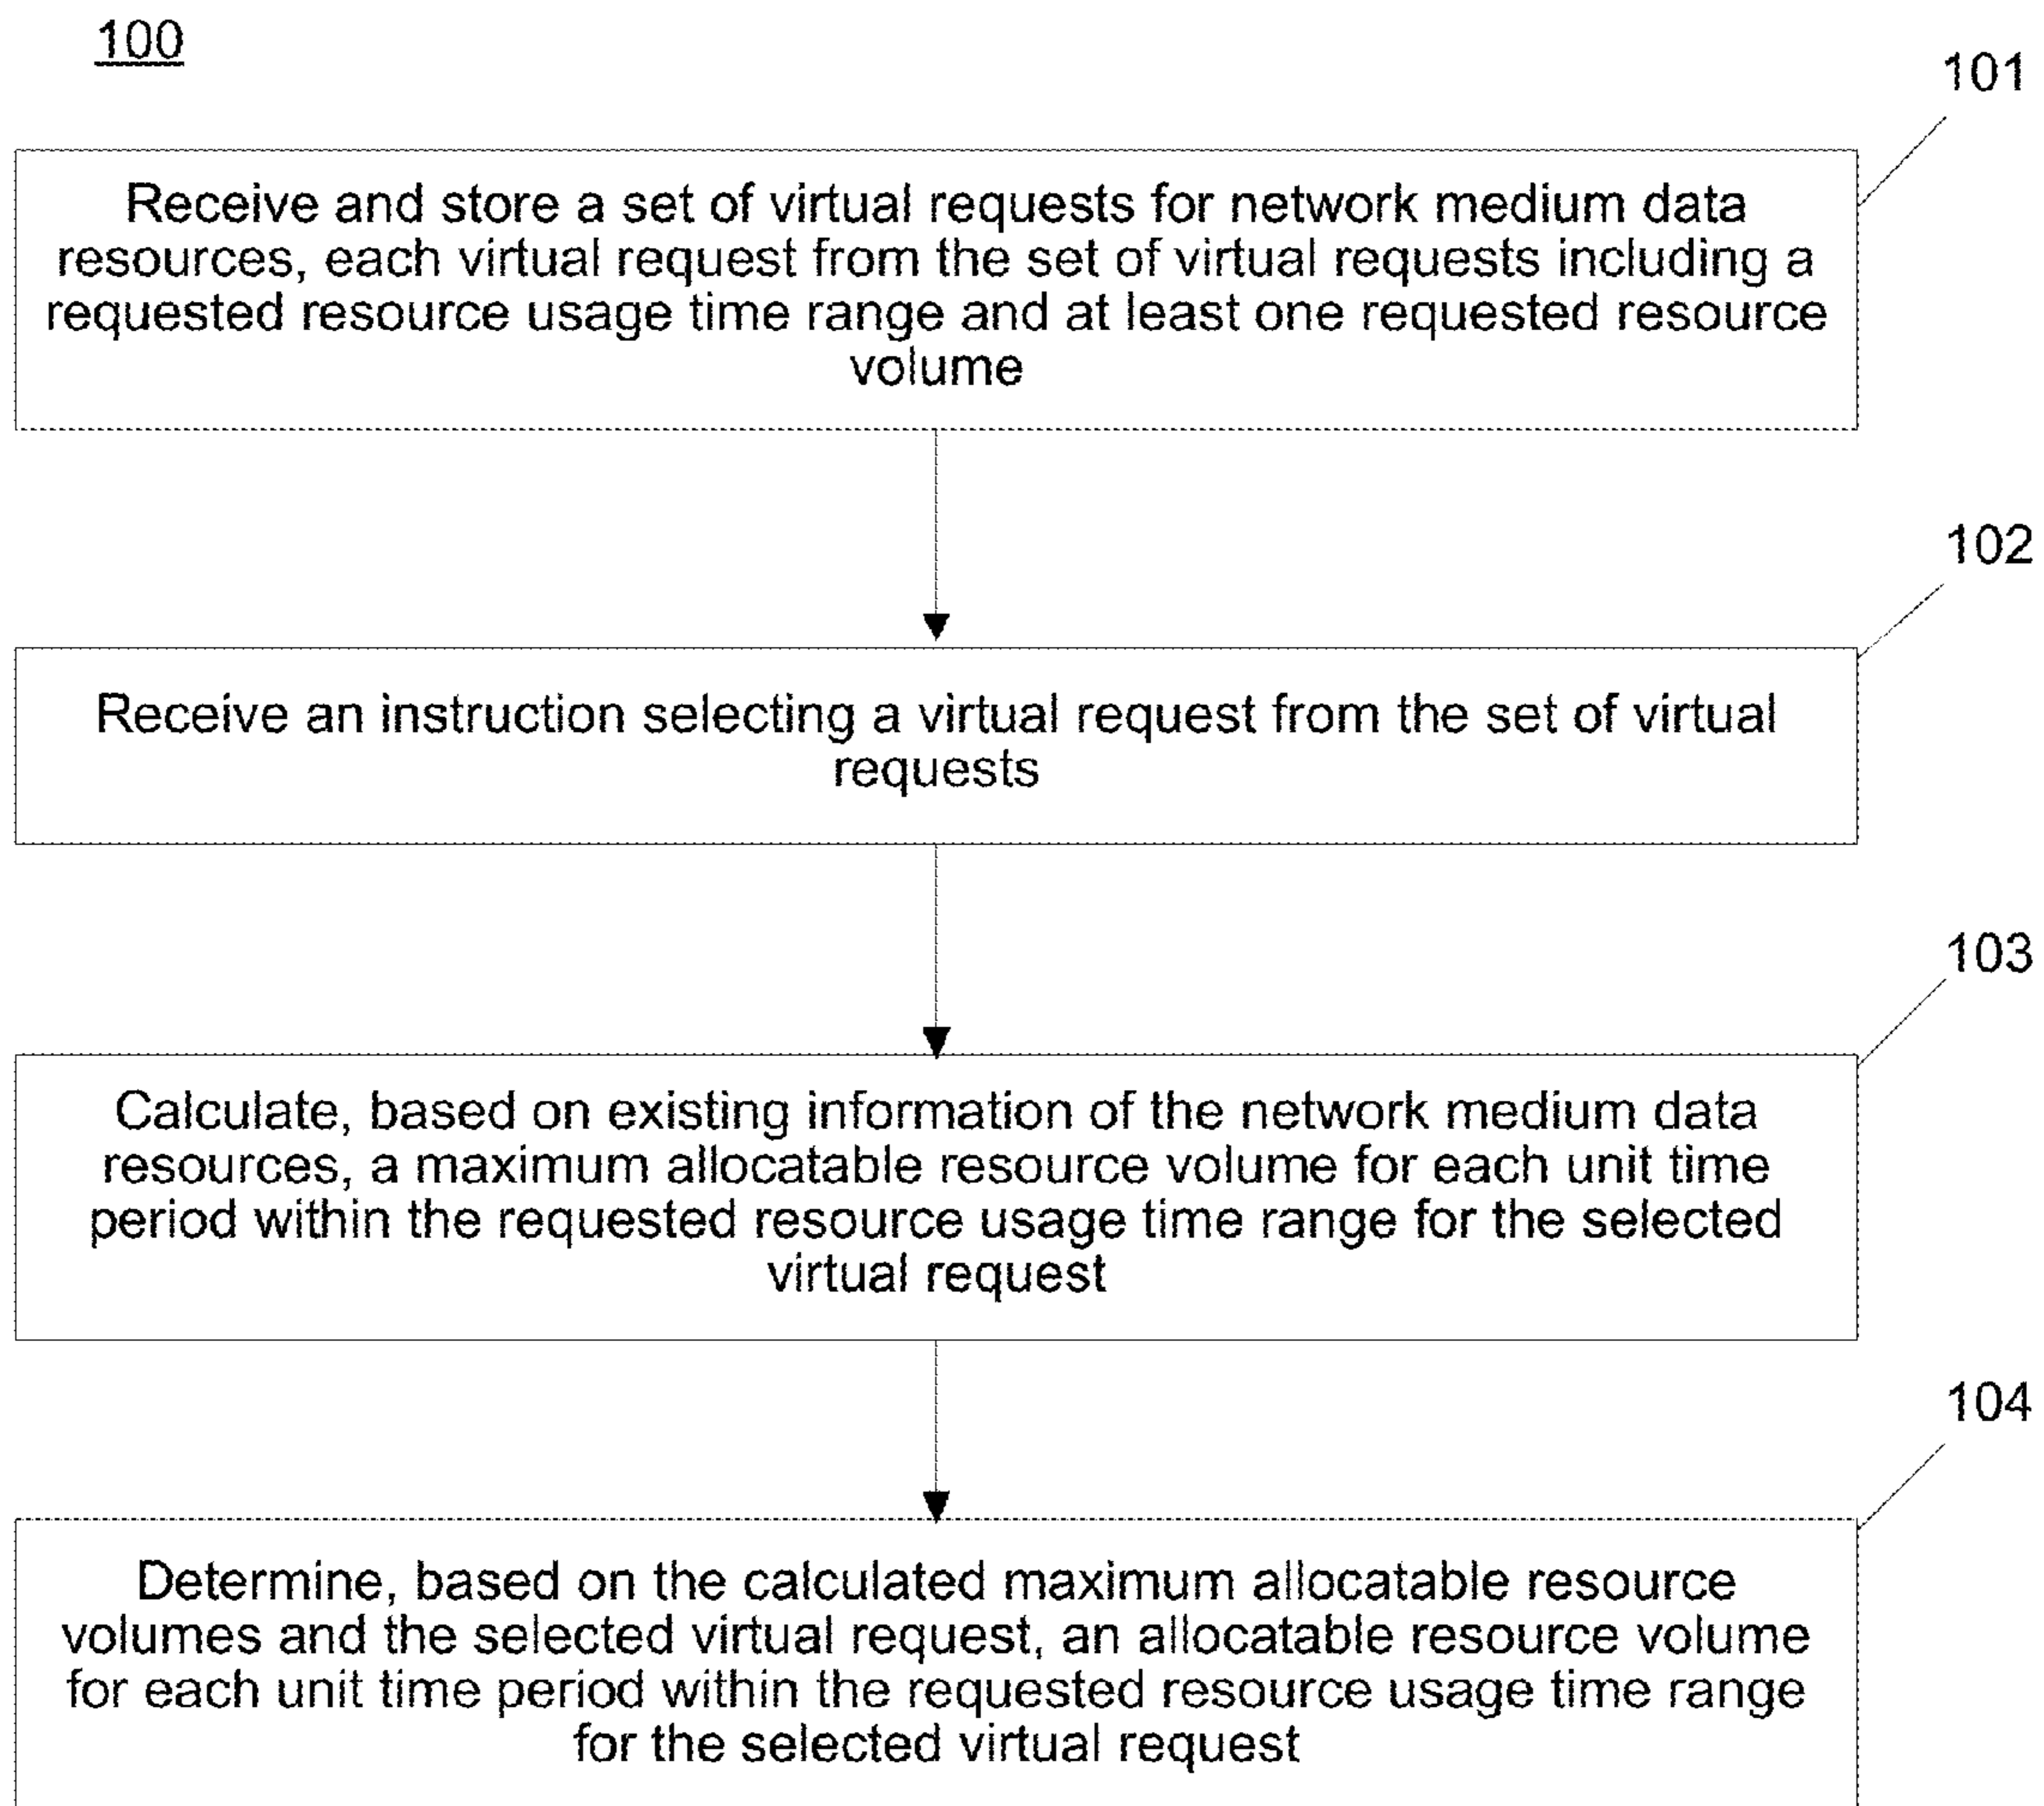 100
101
Receive and store a set of virtual requests for network medium data
resources, each virtual request from the set of virtual requests including a
requested resource usage time range and at least one requested resource
volume
102
Receive an instruction selecting a virtual request from the set of virtual
requests
103
Calculate, based on existing information of the network medium data
resources, a maximum allocatable resource volume for each unit time
period within the requested resource usage time range for the selected
virtual request
104
Determine, based on the calculated maximum allocatable resource
volumes and the selected virtual request, an allocatable resource volume
for each unit time period within the requested resource usage time range
for the selected virtual request